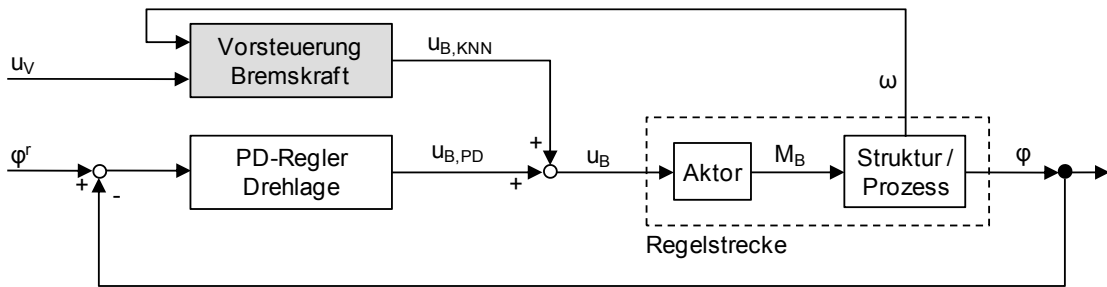 Vorsteuerung
Bremskraft
u_V
u_B,KNN
ω
φ^r
+
-
PD-Regler
Drehlage
u_B,PD
+
+
u_B
Aktor
M_B
Struktur /
Prozess
φ
Regelstrecke